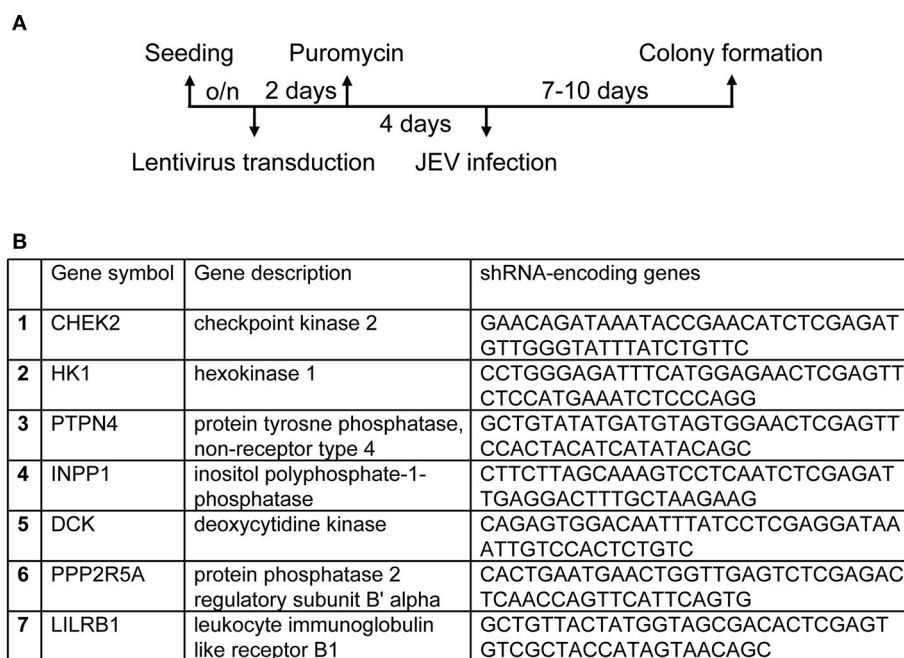 A
Seeding Puromycin Colony formation
o/n 2 days 7-10 days
4 days
Lentivirus transduction JEV infection
B
Gene symbol Gene description shRNA-encoding genes
1 CHEK2 checkpoint kinase 2 GAACAGATAAATACCGAACATCTCGAGAT
GTTGGGTATTTATCTGTTC
2 HK1 hexokinase 1 CCTGGGAGATTTCATGGAGAACTCGAGTT
CTCCATGAAATCTCCCAGG
3 PTPN4 protein tyrosne phosphatase, GCTGTATATGATGTAGTGGAACTCGAGTT
non-receptor type 4 CCACTACATCATATACAGC
4 INPP1 inositol polyphosphate-1- CTTCTTAGCAAAGTCCTCAATCTCGAGAT
phosphatase TGAGGACTTTGCTAAGAAG
5 DCK deoxycytidine kinase CAGAGTGGACAATTTATCCTCGAGGATAA
ATTGTCCACTCTGTC
6 PPP2R5A protein phosphatase 2 CACTGAATGAACTGGTTGAGTCTCGAGAC
regulatory subunit B' alpha TCAACCAGTTCATTCAGTG
7 LILRB1 leukocyte immunoglobulin GCTGTTACTATGGTAGCGACACTCGAGT
like receptor B1 GTCGCTACCATAGTAACAGC